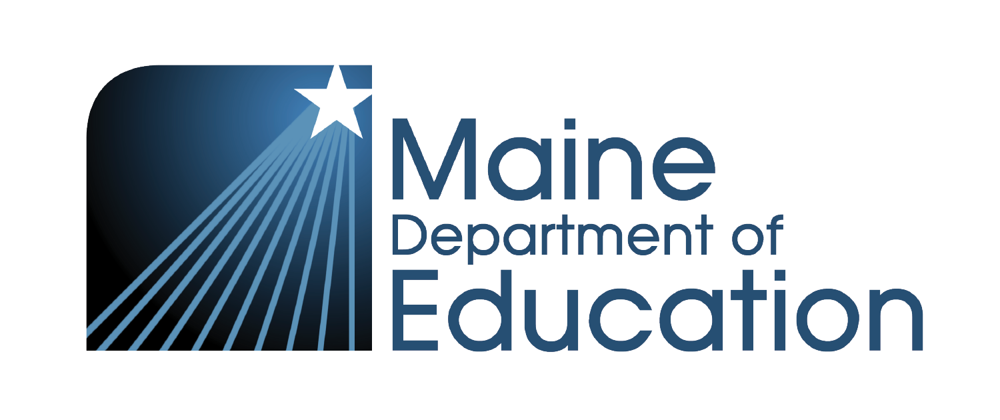 Maine
Department of
Education